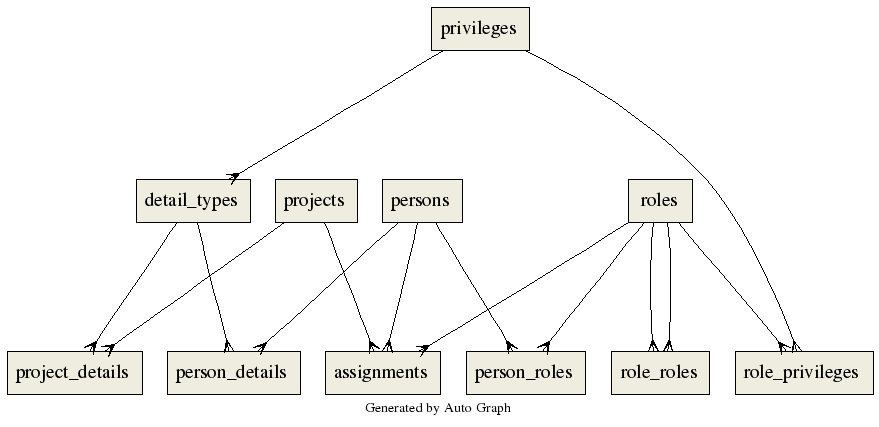 privileges
detail_types
projects
persons
roles
project_details
person_details
assignments
person_roles
role_roles
role_privileges
Generated by Auto Graph